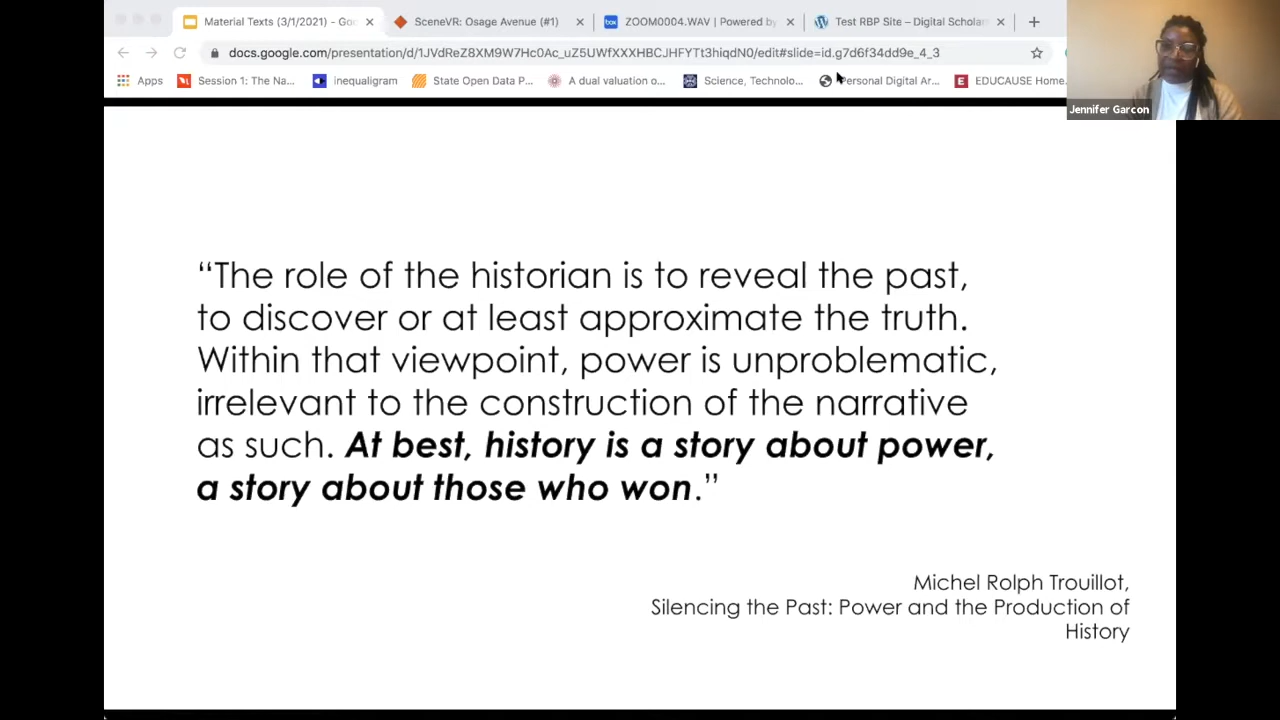 Material Texts (3/1/2021) - Goo
SceneVR: Osage Avenue (#1)
ZOOM0004.WAV | Powered by
Test RBP Site – Digital Scholars
docs.google.com/presentation/d/1JVdReZ8XM9W7Hc0Ac_uZ5UWfXXXHBCJHFYTt3hiqdN0/edit#slide=id.g7d6f34dd9e_4_3
Apps
Session 1: The Na...
inequaligram
State Open Data P...
A dual valuation o...
Science, Technolo...
Personal Digital Ar...
EDUCAUSE Home.
Jennifer Garcon
“The role of the historian is to reveal the past,
to discover or at least approximate the truth.
Within that viewpoint, power is unproblematic,
irrelevant to the construction of the narrative
as such. At best, history is a story about power,
a story about those who won.”
Michel Rolph Trouillot,
Silencing the Past: Power and the Production of
History